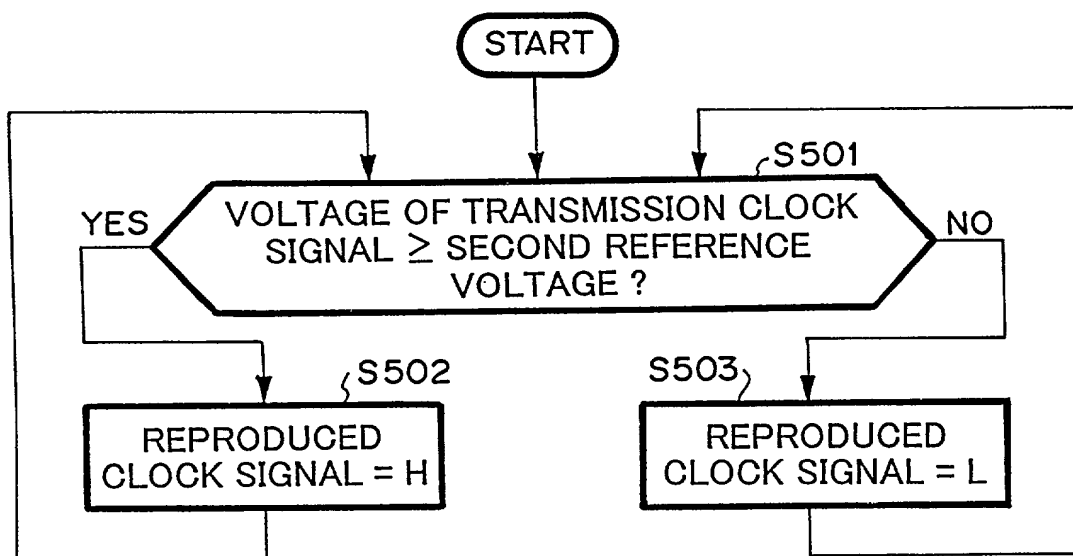 START
S501
YES
VOLTAGE OF TRANSMISSION CLOCK
SIGNAL ≥ SECOND REFERENCE
VOLTAGE ?
NO
S502
REPRODUCED
CLOCK SIGNAL = H
S503
REPRODUCED
CLOCK SIGNAL = L